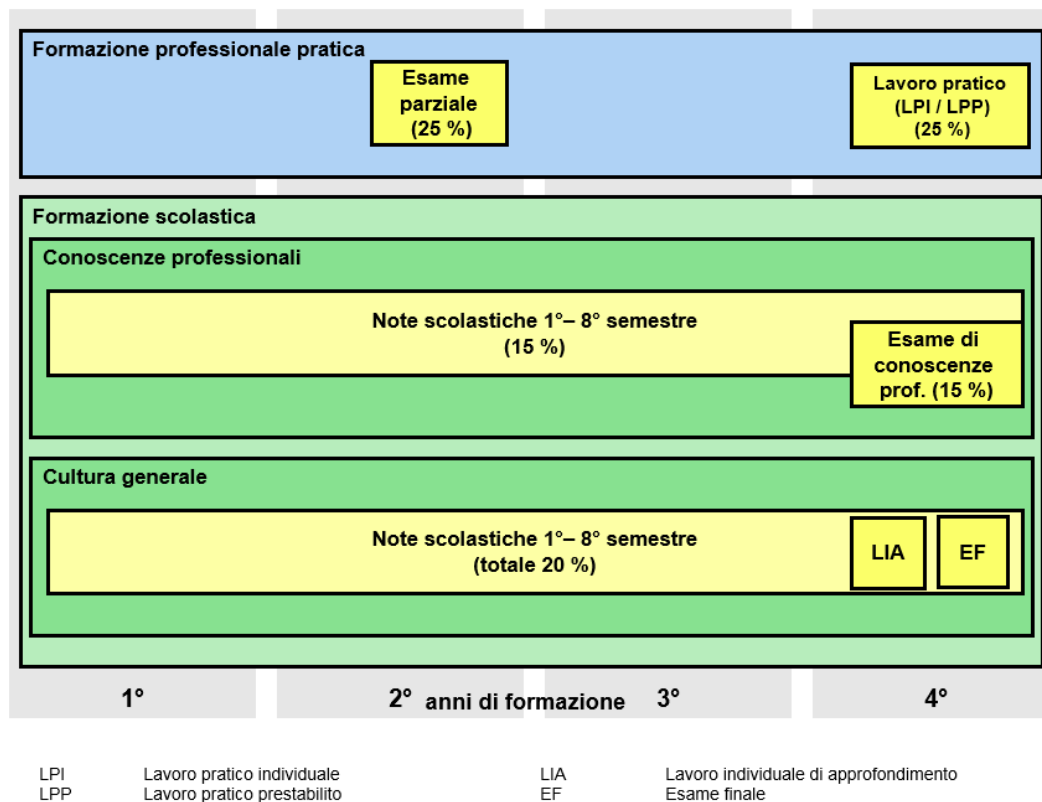 Formazione professionale pratica
Esame
parziale
(25 %)
Lavoro pratico
(LPI / LPP)
(25 %)
Formazione scolastica
Conoscenze professionali
Note scolastiche 1°– 8° semestre
(15 %)
Esame di
conoscenze
prof. (15 %)
Cultura generale
Note scolastiche 1°– 8° semestre
(totale 20 %)
LIA
EF
1°
2°
anni di formazione
3°
4°
LPI Lavoro pratico individuale
LIA Lavoro individuale di approfondimento
LPP Lavoro pratico prestabilito
EF Esame finale